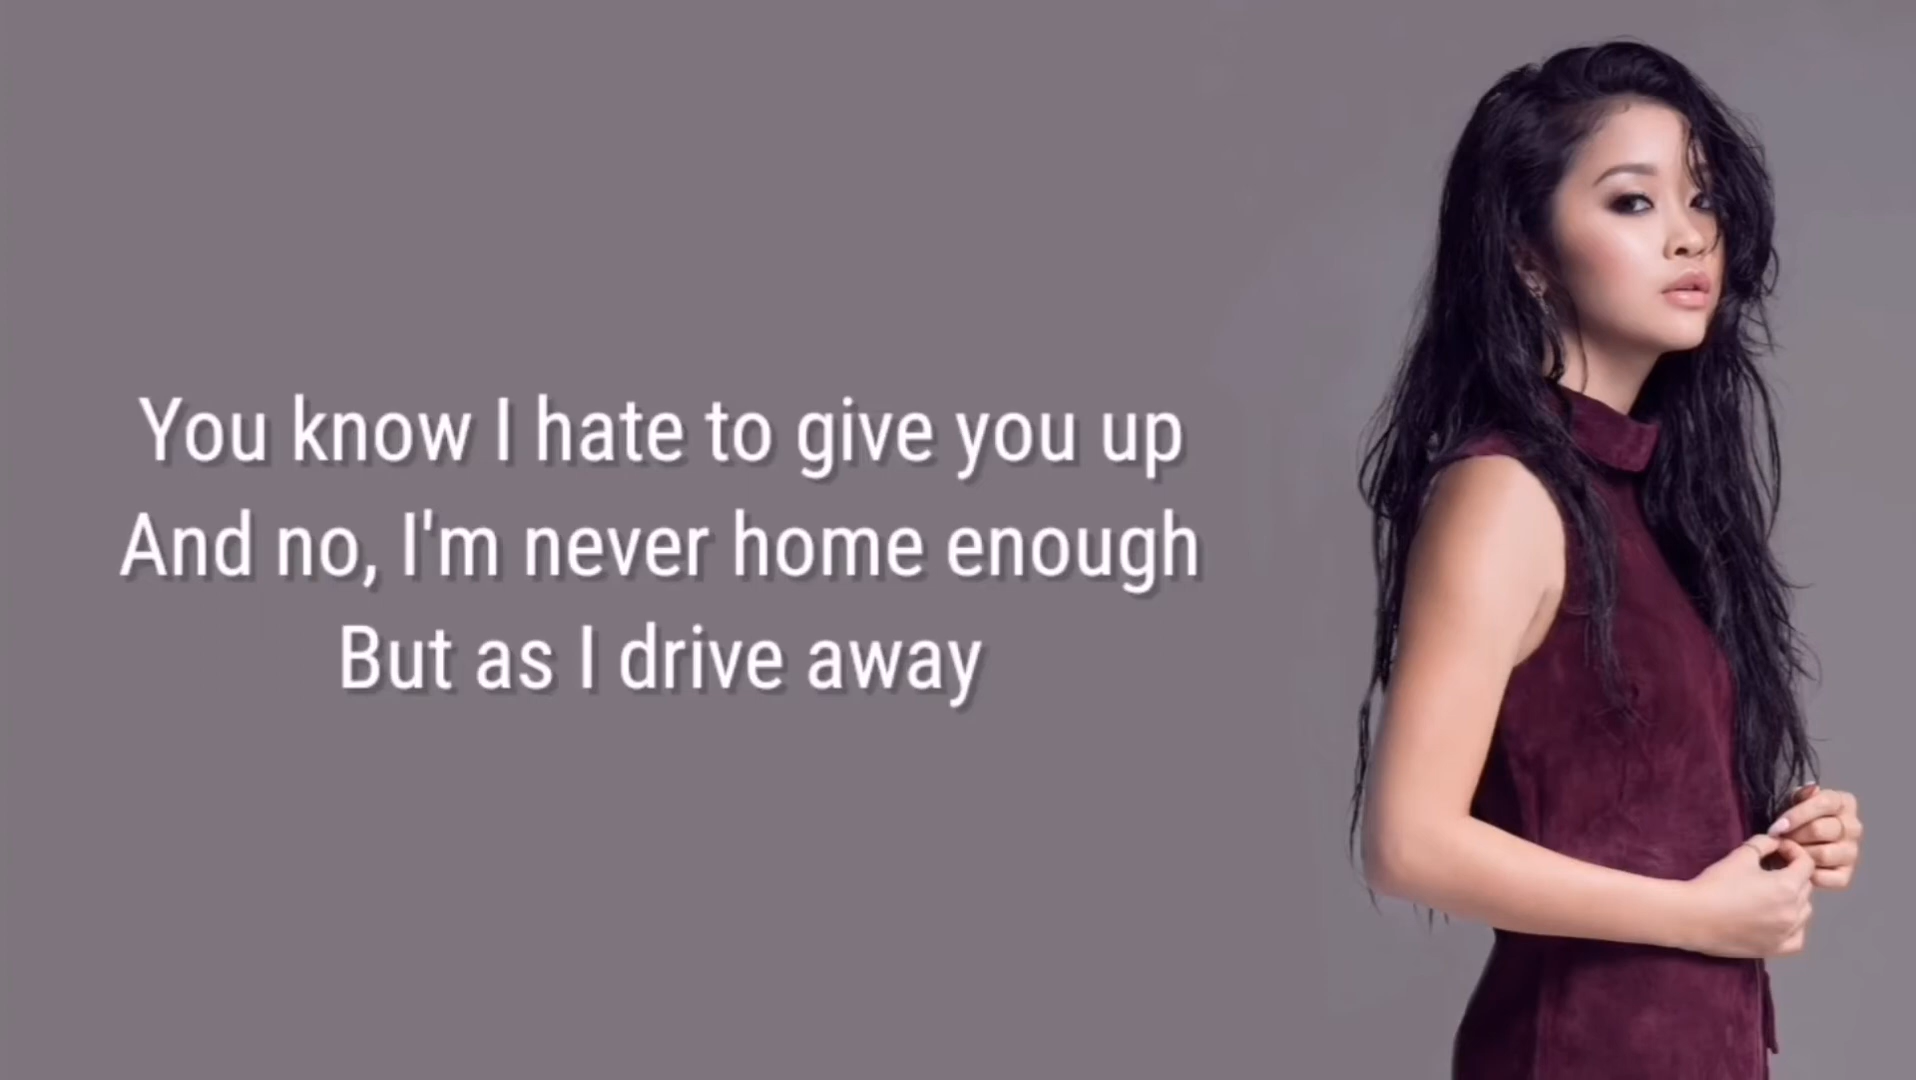 You know I hate to give you up
And no, I'm never home enough
But as I drive away